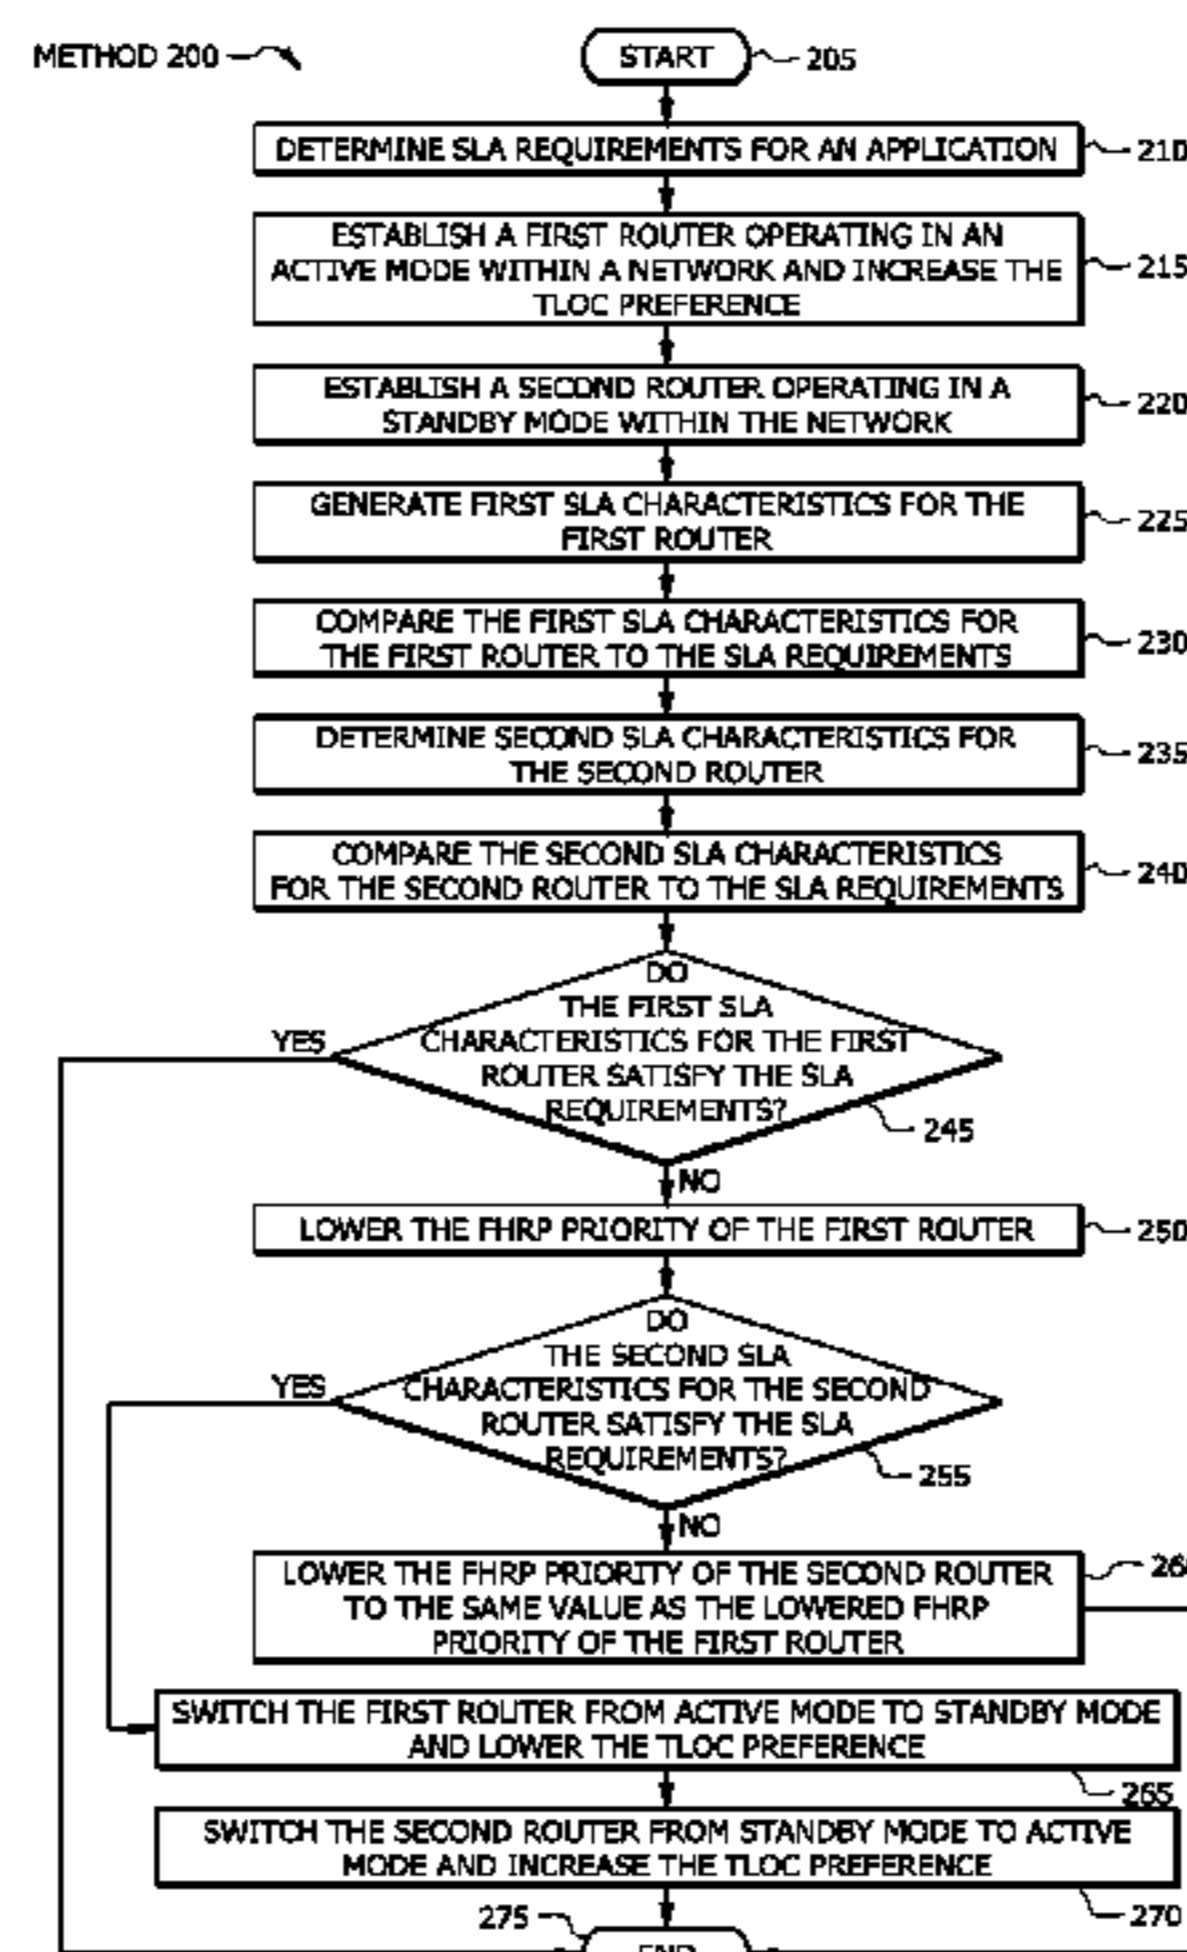 METHOD 200
START
205
DETERMINE SLA REQUIREMENTS FOR AN APPLICATION
210
ESTABLISH A FIRST ROUTER OPERATING IN AN
ACTIVE MODE WITHIN A NETWORK AND INCREASE THE
TLOC PREFERENCE
215
ESTABLISH A SECOND ROUTER OPERATING IN A
STANDBY MODE WITHIN THE NETWORK
220
GENERATE FIRST SLA CHARACTERISTICS FOR THE
FIRST ROUTER
225
COMPARE THE FIRST SLA CHARACTERISTICS FOR
THE FIRST ROUTER TO THE SLA REQUIREMENTS
230
DETERMINE SECOND SLA CHARACTERISTICS FOR
THE SECOND ROUTER
235
COMPARE THE SECOND SLA CHARACTERISTICS
FOR THE SECOND ROUTER TO THE SLA REQUIREMENTS
240
DO
THE FIRST SLA
CHARACTERISTICS FOR THE FIRST
ROUTER SATISFY THE SLA
REQUIREMENTS?
YES
245
NO
LOWER THE FHRP PRIORITY OF THE FIRST ROUTER
250
DO
THE SECOND SLA
CHARACTERISTICS FOR THE SECOND
ROUTER SATISFY THE SLA
REQUIREMENTS?
YES
255
NO
LOWER THE FHRP PRIORITY OF THE SECOND ROUTER
TO THE SAME VALUE AS THE LOWERED FHRP
PRIORITY OF THE FIRST ROUTER
SWITCH THE FIRST ROUTER FROM ACTIVE MODE TO STANDBY MODE
AND LOWER THE TLOC PREFERENCE
265
SWITCH THE SECOND ROUTER FROM STANDBY MODE TO ACTIVE
MODE AND INCREASE THE TLOC PREFERENCE
270
275
END